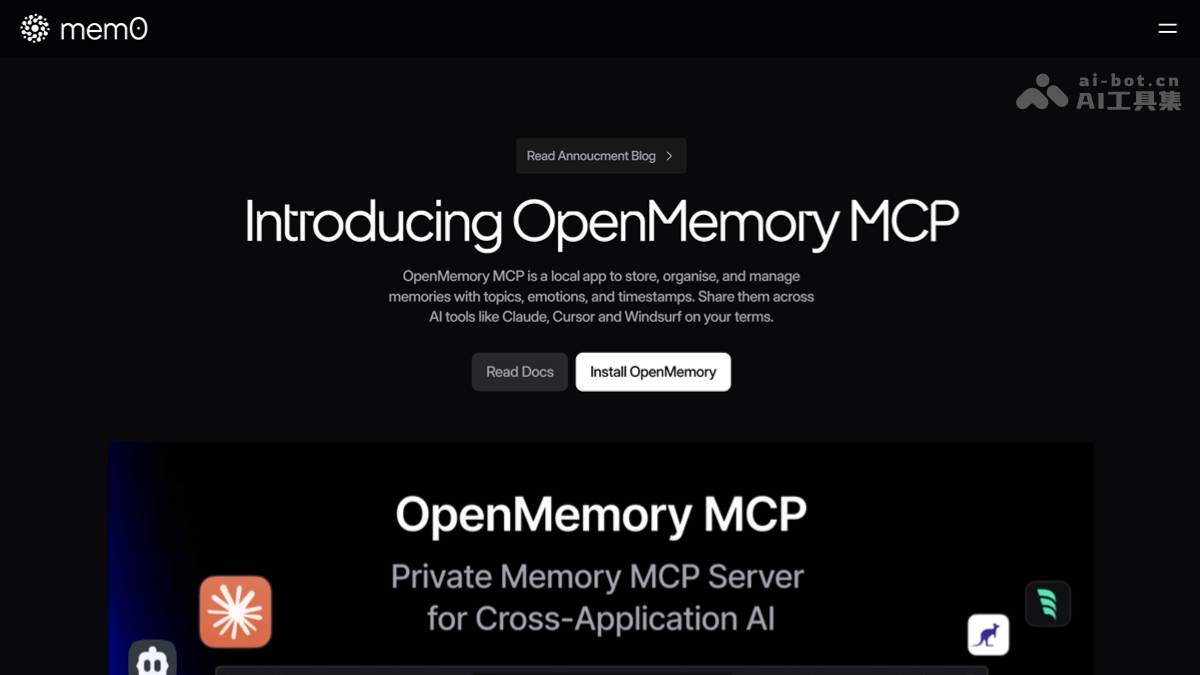 mem0
ai-bot.cn
AI工具集
Read Annoucment Blog
Introducing OpenMemory MCP
OpenMemory MCP is a local app to store, organise, and manage
memories with topics, emotions, and timestamps. Share them across
AI tools like Claude, Cursor and Windsurf on your terms.
Read Docs
Install OpenMemory
OpenMemory MCP
Private Memory MCP Server
for Cross-Application AI